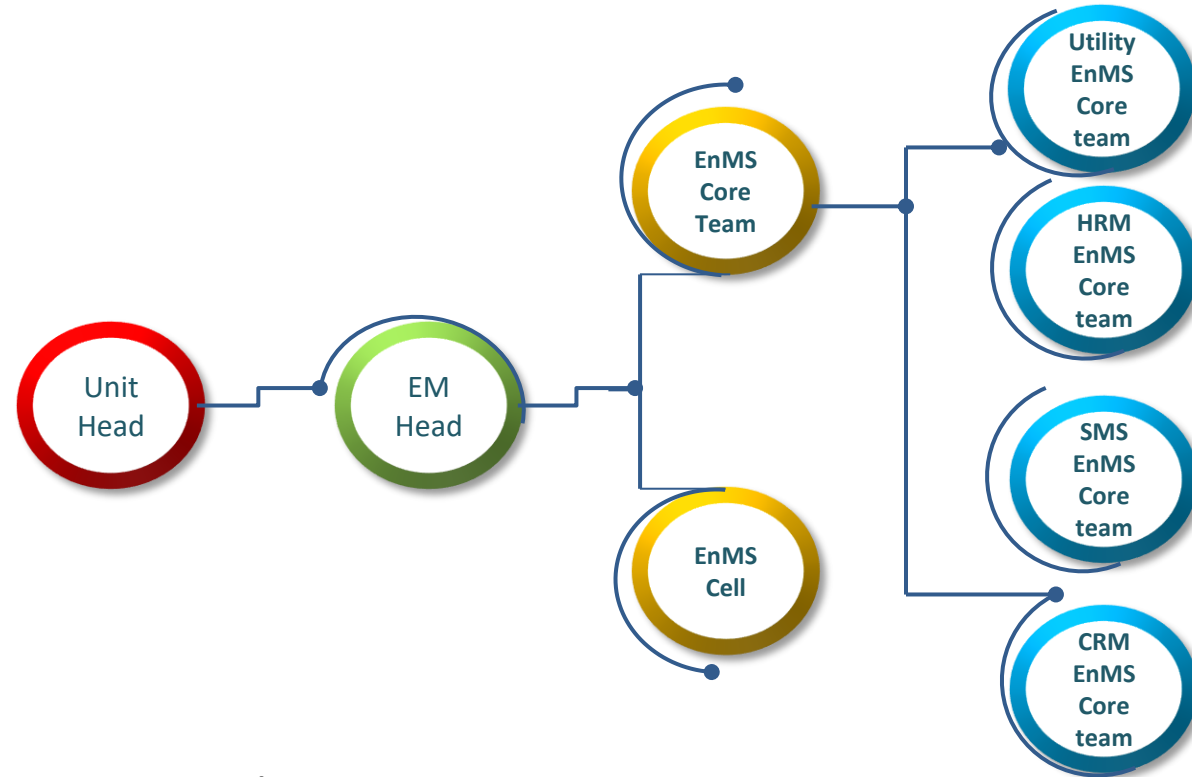 Unit
Head
EM
Head
EnMS
Core
Team
EnMS
Cell
Utility
EnMS
Core
team
HRM
EnMS
Core
team
SMS
EnMS
Core
team
CRM
EnMS
Core
team